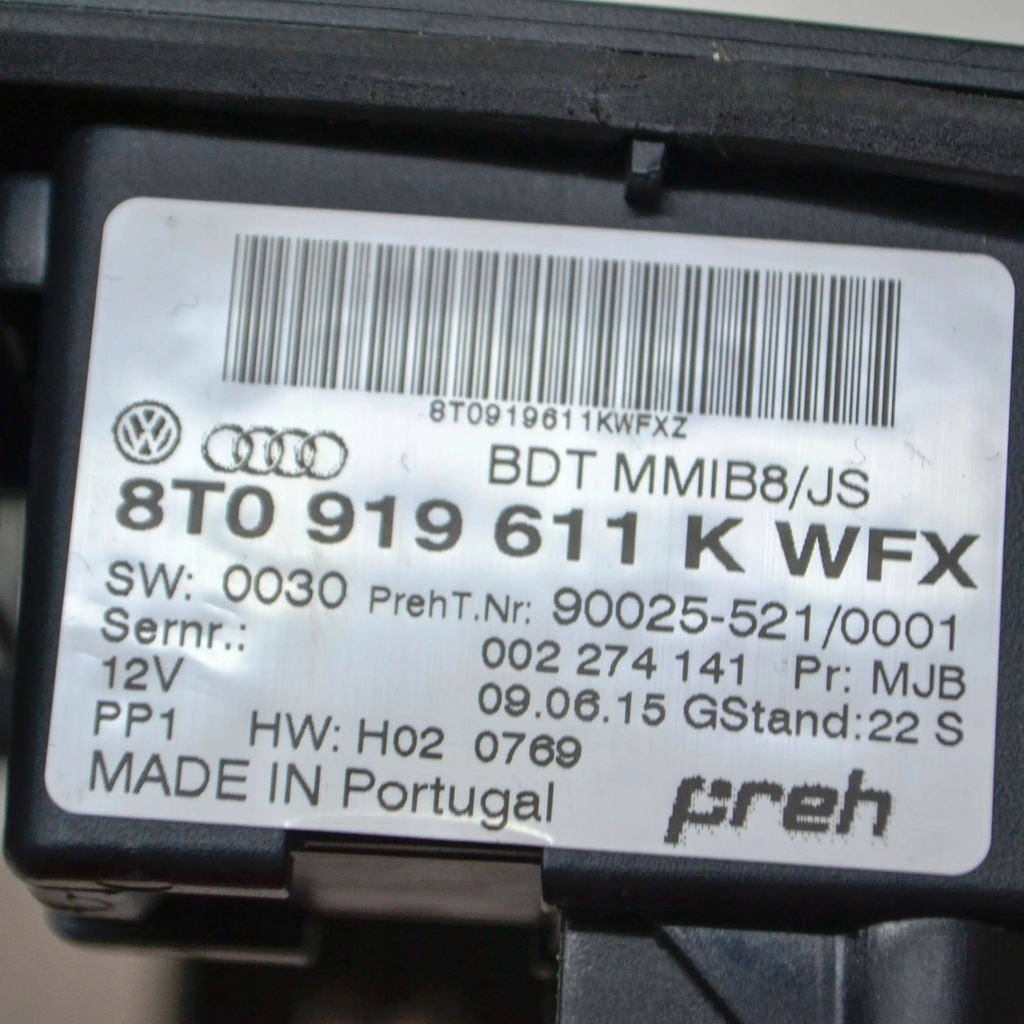 8T0919611KWFXZ
BDT MMIB8/JS
8T0 919 611 K WFX
SW: 0030 PrehT.Nr: 90025-521/0001
Sernr.: 002 274 141 Pr: MJB
12V 09.06.15 GStand:22 S
PP1 HW: H02 0769
MADE IN Portugal preh